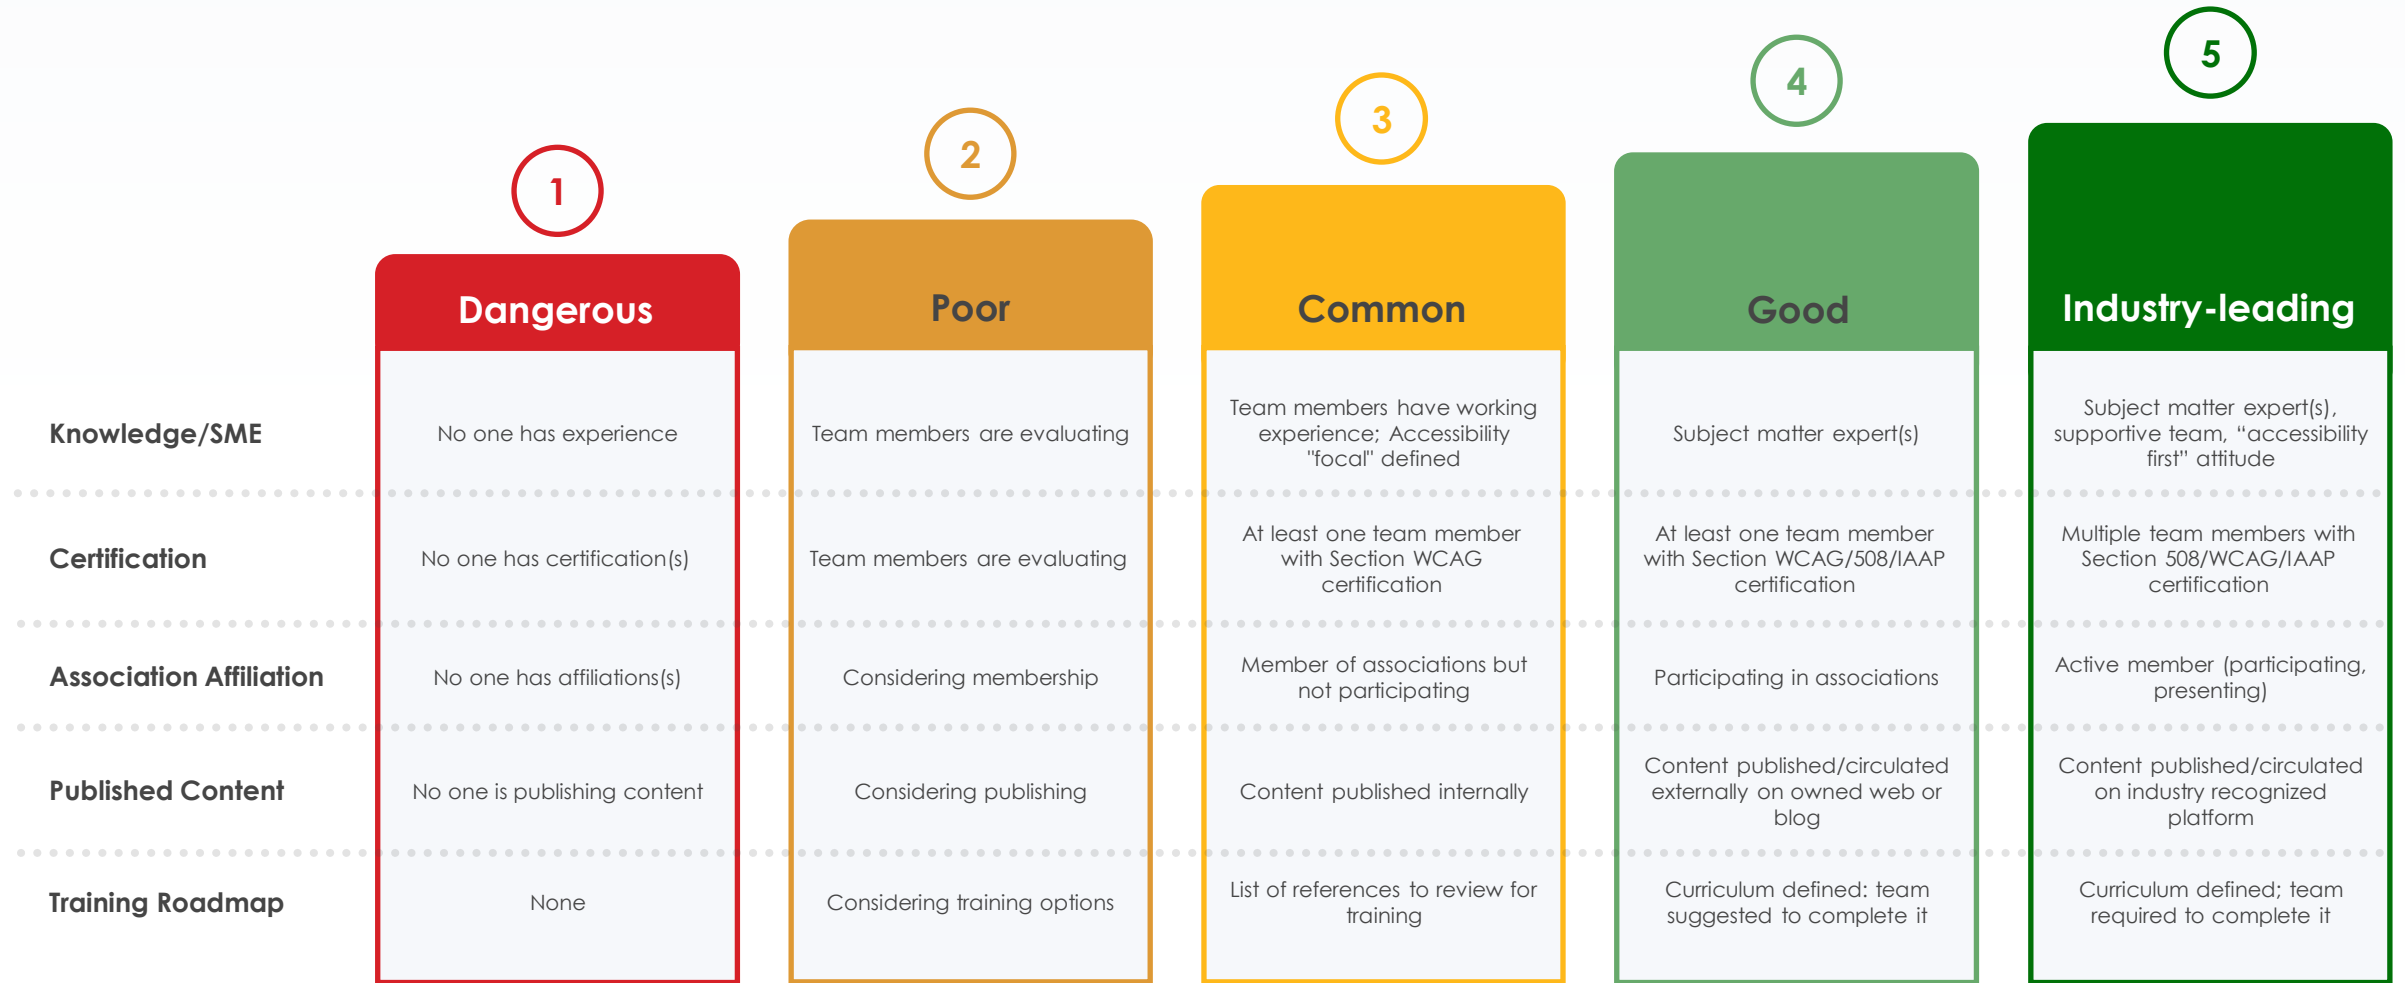 1
2
3
4
5
Dangerous
Poor
Common
Good
Industry-leading
Knowledge/SME
No one has experience
Team members are evaluating
Team members have working
experience; Accessibility
"focal" defined
Subject matter expert(s)
Subject matter expert(s),
supportive team, “accessibility
first” attitude
Certification
No one has certification(s)
Team members are evaluating
At least one team member
with Section WCAG
certification
At least one team member
with Section WCAG/508/IAAP
certification
Multiple team members with
Section 508/WCAG/IAAP
certification
Association Affiliation
No one has affiliations(s)
Considering membership
Member of associations but
not participating
Participating in associations
Active member (participating,
presenting)
Published Content
No one is publishing content
Considering publishing
Content published internally
Content published/circulated
externally on owned web or
blog
Content published/circulated
on industry recognized
platform
Training Roadmap
None
Considering training options
List of references to review for
training
Curriculum defined: team
suggested to complete it
Curriculum defined; team
required to complete it